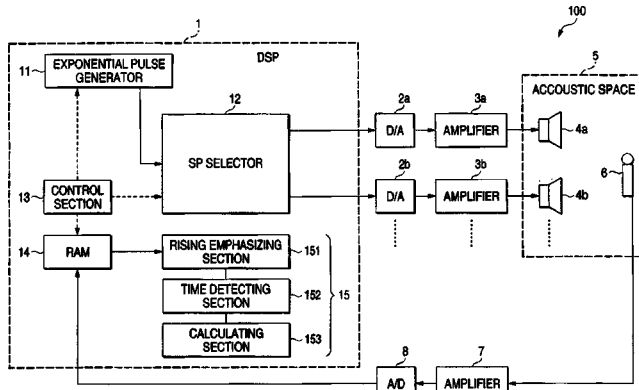 100
1
DSP
5
11
EXPONENTIAL PULSE
GENERATOR
12
SP SELECTOR
2a
D/A
3a
AMPLIFIER
ACCOUSTIC SPACE
4a
13
CONTROL
SECTION
2b
D/A
3b
AMPLIFIER
4b
6
14
RAM
RISING EMPHASIZING
SECTION
151
TIME DETECTING
SECTION
152
15
CALCULATING
SECTION
153
8
A/D
7
AMPLIFIER